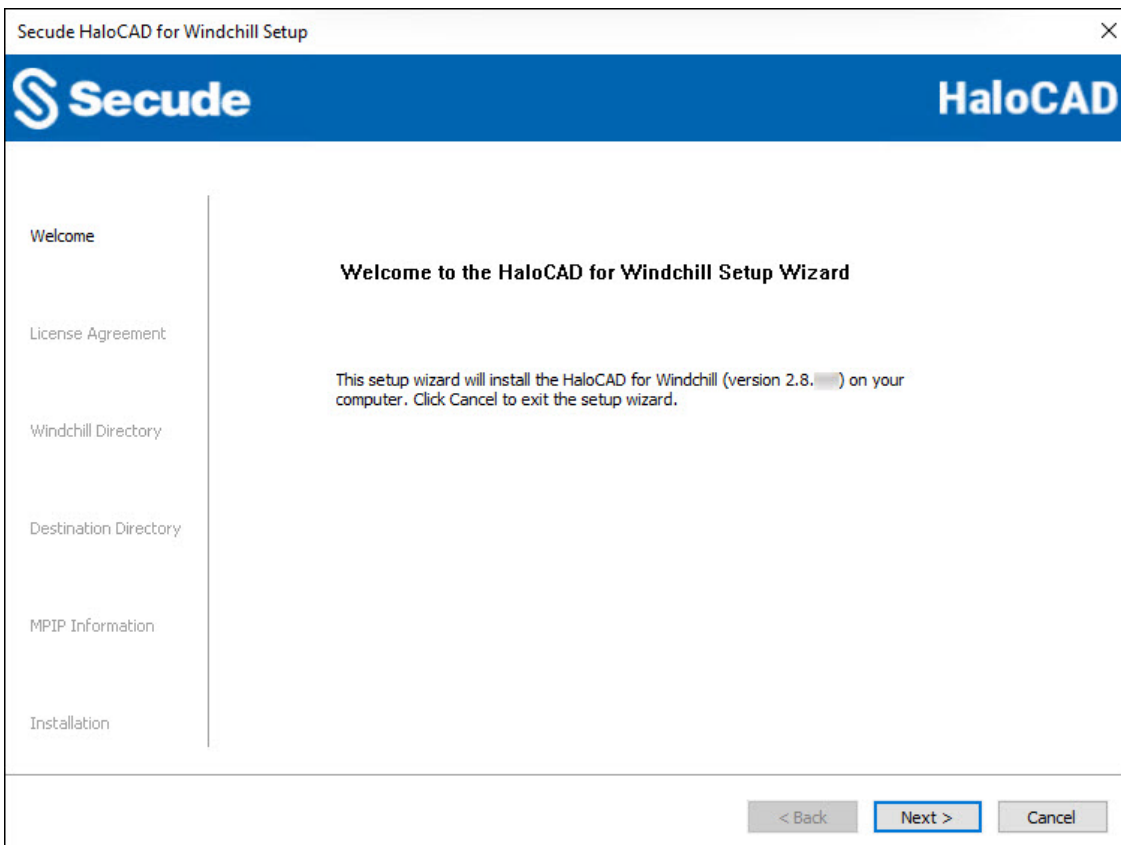 Secude HaloCAD for Windchill Setup
Secude
HaloCAD
Welcome
License Agreement
Windchill Directory
Destination Directory
MPIP Information
Installation
Welcome to the HaloCAD for Windchill Setup Wizard
This setup wizard will install the HaloCAD for Windchill (version 2.8. ) on your
computer. Click Cancel to exit the setup wizard.
< Back
Next >
Cancel